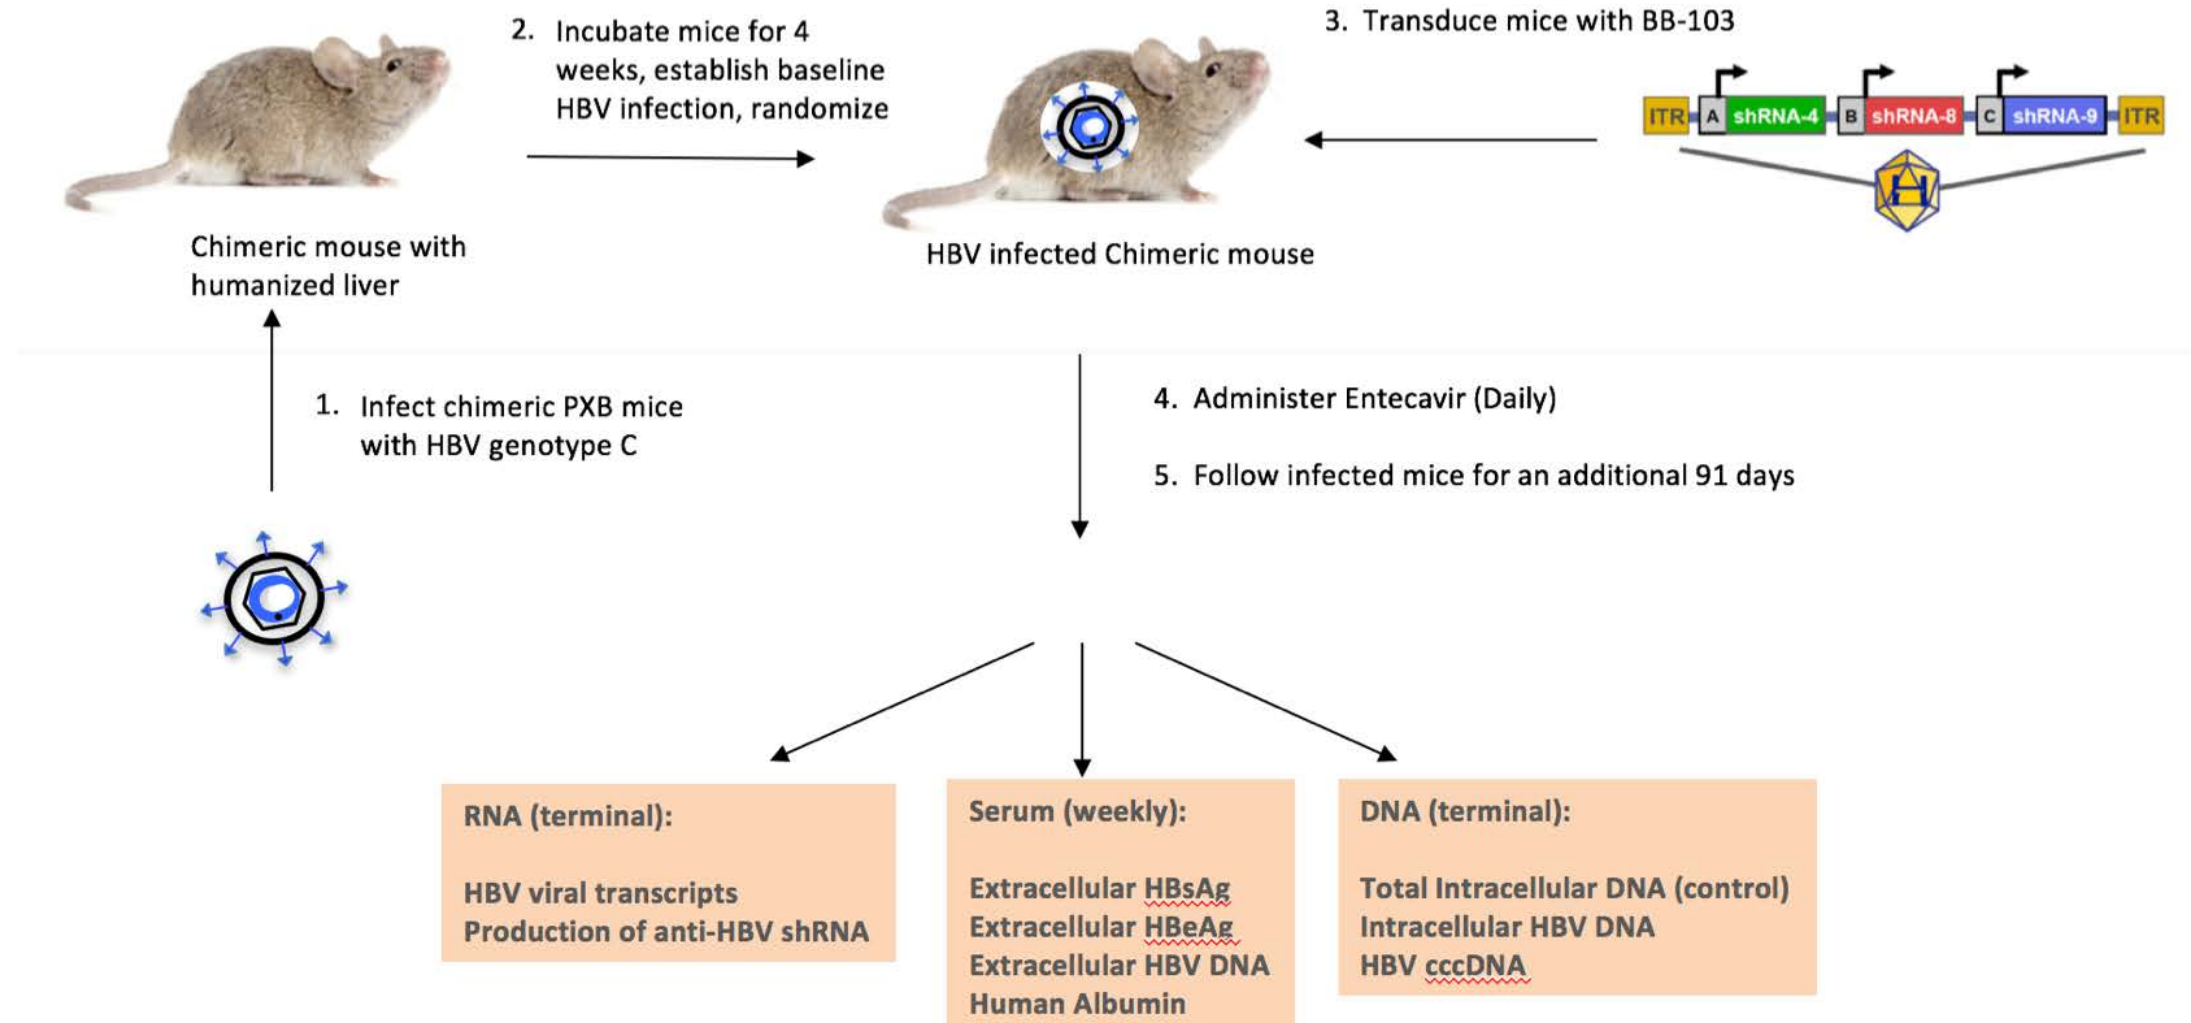 2. Incubate mice for 4
weeks, establish baseline
HBV infection, randomize
3. Transduce mice with BB-103
ITR A shRNA-4 B shRNA-8 C shRNA-9 ITR
H
Chimeric mouse with
humanized liver
HBV infected Chimeric mouse
1. Infect chimeric PXB mice
with HBV genotype C
4. Administer Entecavir (Daily)
5. Follow infected mice for an additional 91 days
RNA (terminal):
HBV viral transcripts
Production of anti-HBV shRNA
Serum (weekly):
Extracellular HBsAg
Extracellular HBeAg
Extracellular HBV DNA
Human Albumin
DNA (terminal):
Total Intracellular DNA (control)
Intracellular HBV DNA
HBV cccDNA